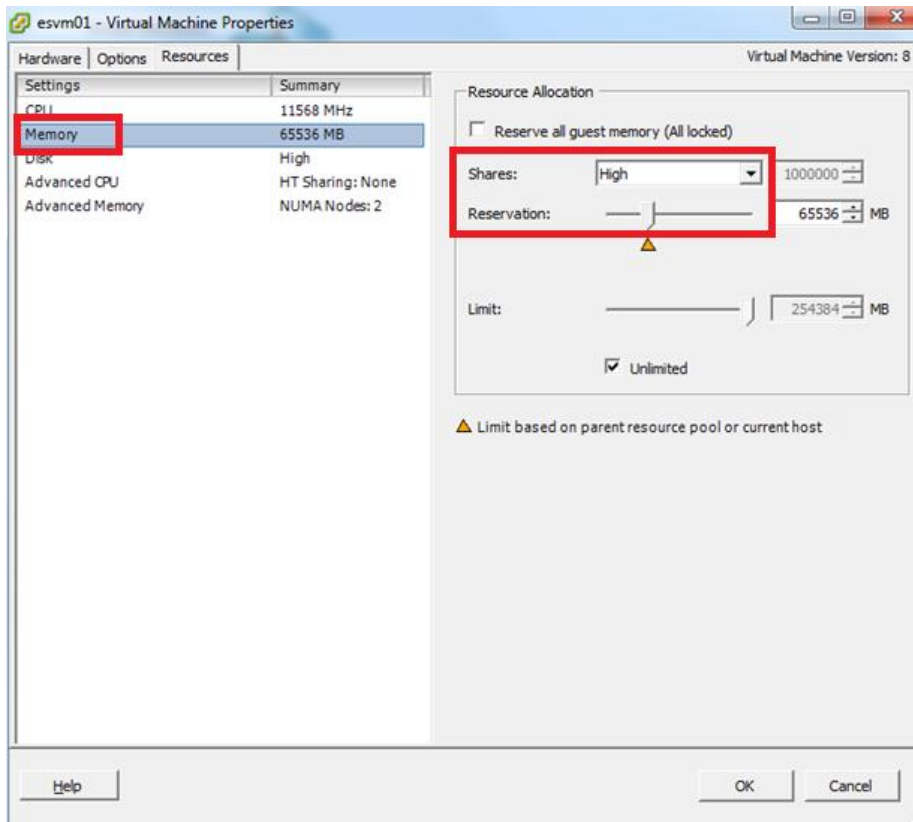 esvm01 - Virtual Machine Properties
Hardware Options Resources Virtual Machine Version: 8
Settings Summary
CPU 11568 MHz
Memory 65536 MB
Disk High
Advanced CPU HT Sharing: None
Advanced Memory NUMA Nodes: 2
Resource Allocation
Reserve all guest memory (All locked)
Shares: High 1000000
Reservation: 65536 MB
Limit: 254384 MB
Unlimited
Limit based on parent resource pool or current host
Help OK Cancel